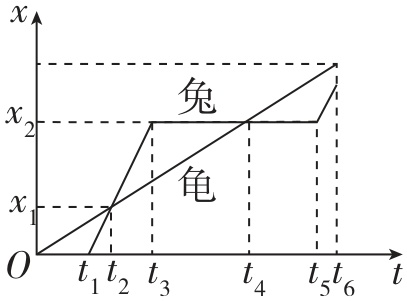 x
兔
x₂
龟
x₁
O t₁ t₂ t₃ t₄ t₅ t₆ t